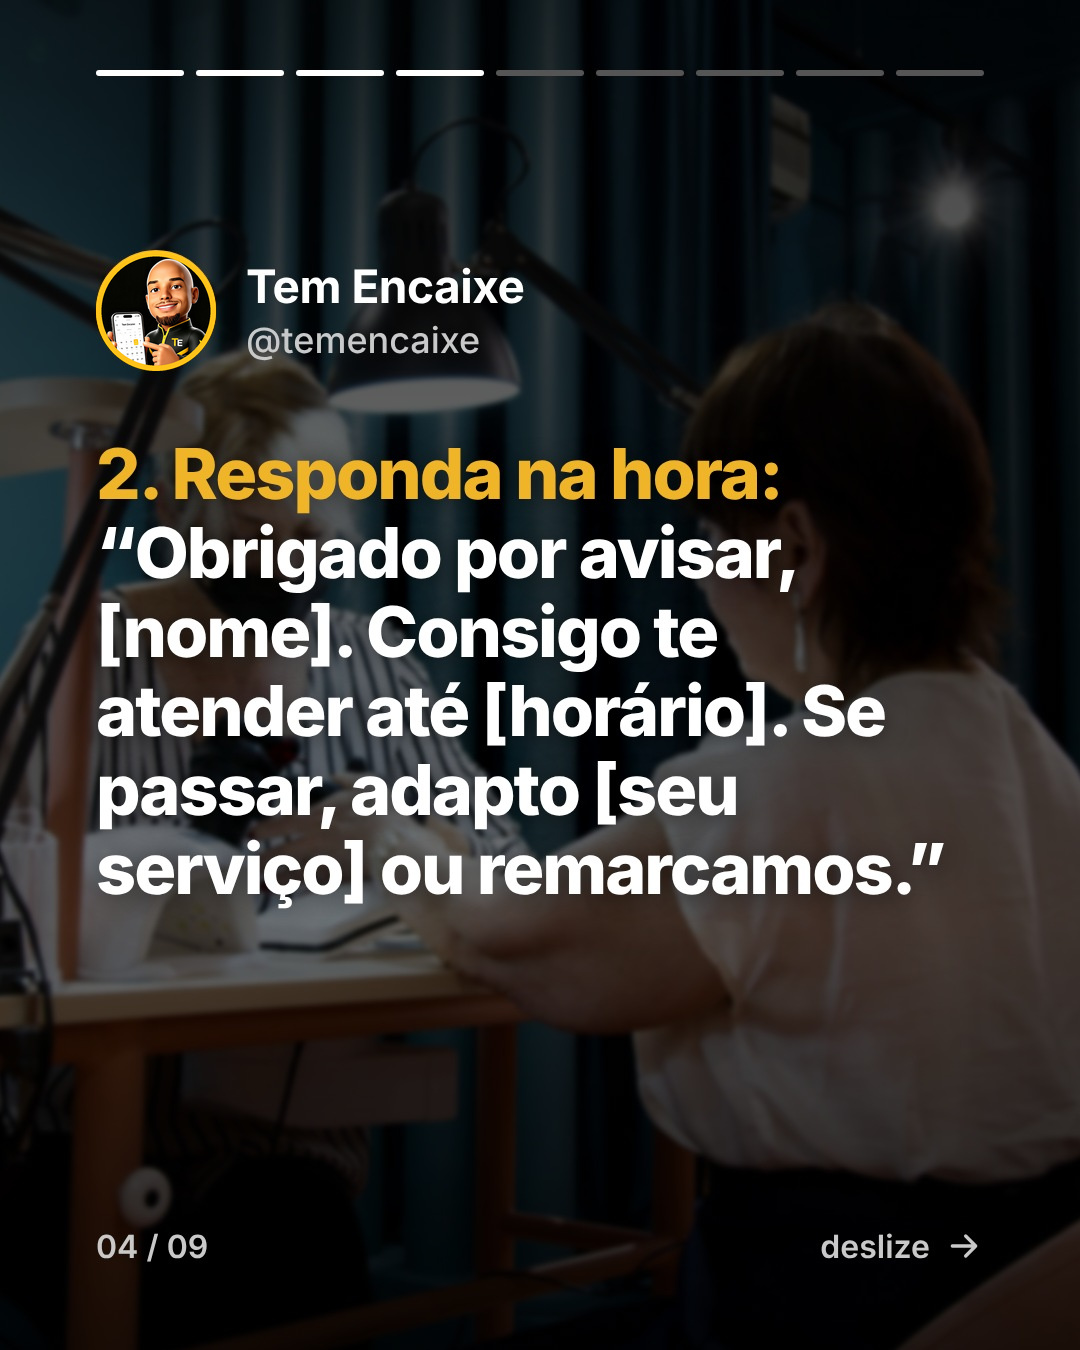 Tem Encaixe
@temencaixe
2. Responda na hora:
“Obrigado por avisar,
[nome]. Consigo te
atender até [horário]. Se
passar, adapto [seu
serviço] ou remarcamos.”
04 / 09
deslize →